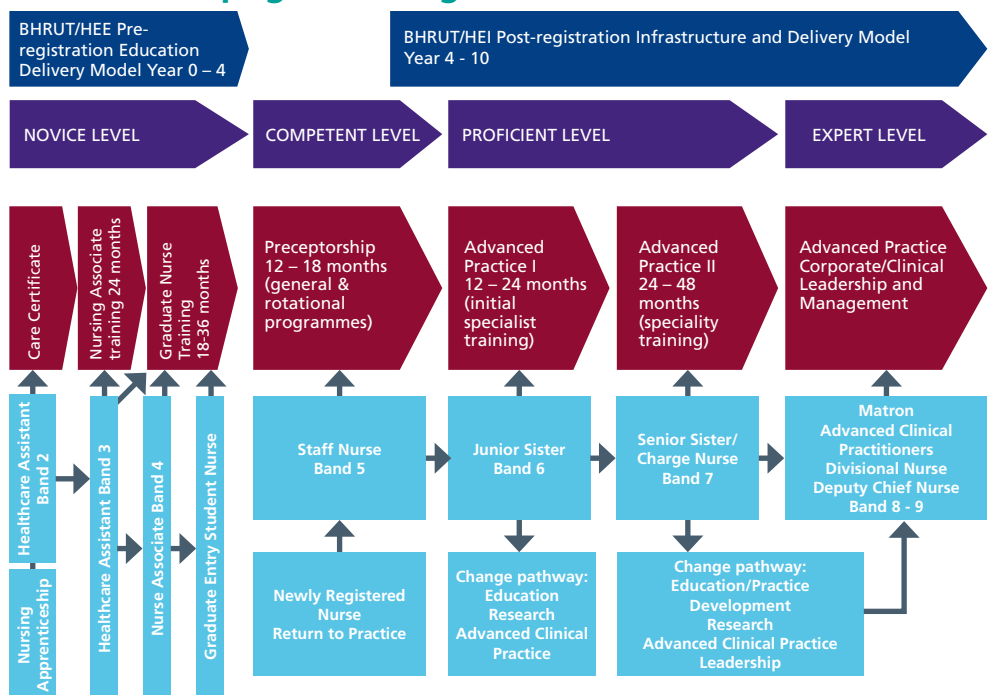 BHRUT/HEE Pre-
registration Education
Delivery Model Year 0 – 4
BHRUT/HEI Post-registration Infrastructure and Delivery Model
Year 4 - 10
NOVICE LEVEL
COMPETENT LEVEL
PROFICIENT LEVEL
EXPERT LEVEL
Care Certificate
Nursing Associate
training 24 months
Graduate Nurse
Training
18-36 months
Preceptorship
12 – 18 months
(general &
rotational
programmes)
Advanced
Practice I
12 – 24 months
(initial
specialist
training)
Advanced
Practice II
24 – 48
months
(speciality
training)
Advanced Practice
Corporate/Clinical
Leadership and
Management
Healthcare Assistant
Band 2
Nursing
Apprenticeship
Healthcare Assistant Band 3
Nurse Associate Band 4
Graduate Entry Student Nurse
Staff Nurse
Band 5
Junior Sister
Band 6
Senior Sister/
Charge Nurse
Band 7
Matron
Advanced Clinical
Practitioners
Divisional Nurse
Deputy Chief Nurse
Band 8 - 9
Newly Registered
Nurse
Return to Practice
Change pathway:
Education
Research
Advanced Clinical
Practice
Change pathway:
Education/Practice
Development
Research
Advanced Clinical Practice
Leadership